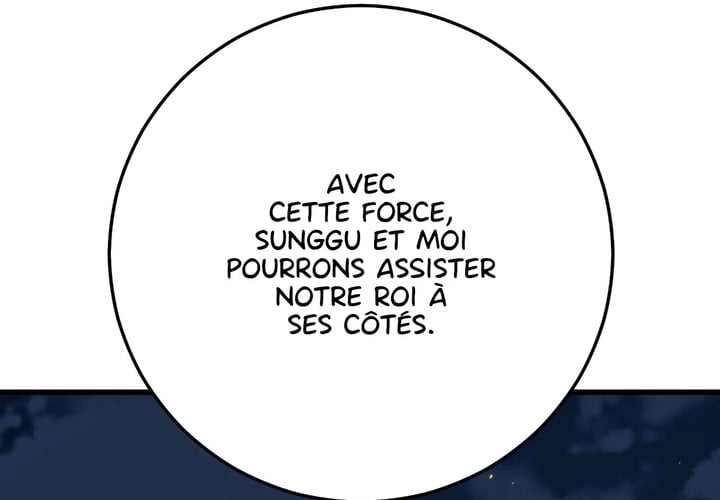 AVEC
CETTE FORCE,
SUNGGU ET MOI
POURRONS ASSISTER
NOTRE ROI À
SES CÔTÉS.